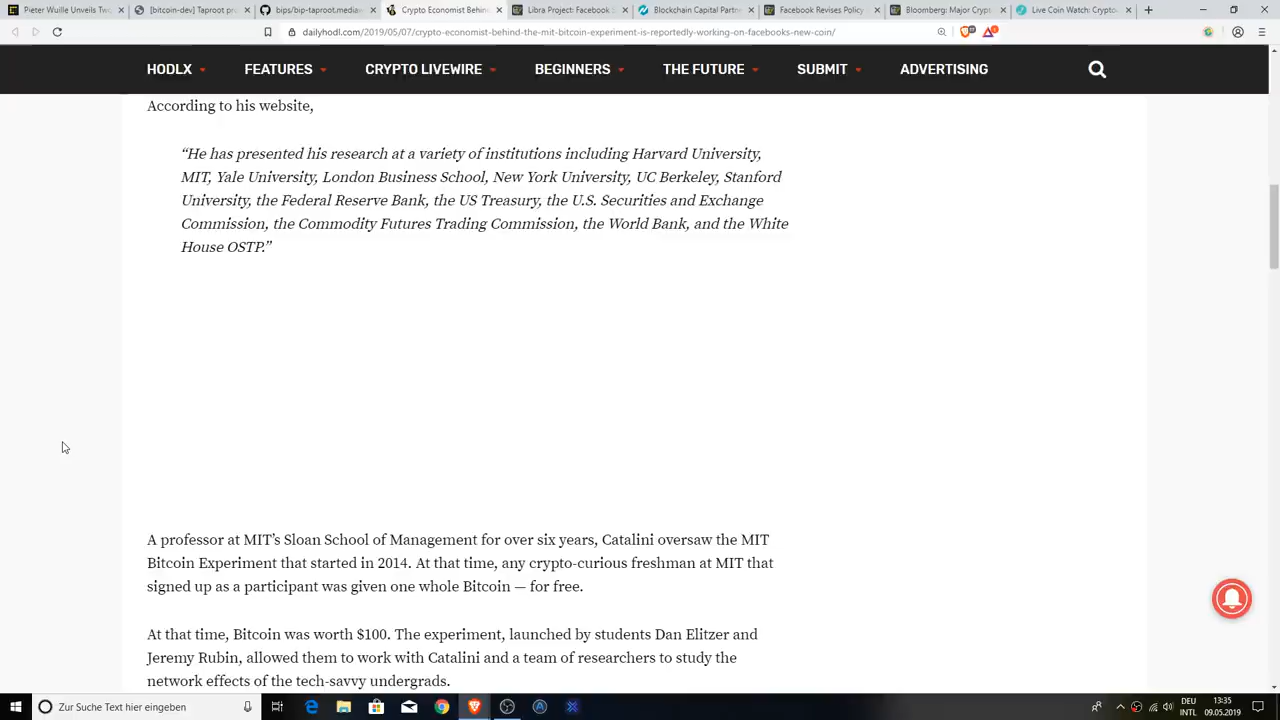 Pieter Wuille Unveils Two
[bitcoin-dev] Taproot pr
bips/bip-taproot.mediaw
Crypto Economist Behin
Libra Project: Facebook S
Blockchain Capital Partn
Facebook Revises Policy
Bloomberg: Major Crypt
Live Coin Watch: Crypto
dailyhodl.com/2019/05/07/crypto-economist-behind-the-mit-bitcoin-experiment-is-reportedly-working-on-facebooks-new-coin/
HODLX FEATURES CRYPTO LIVEWIRE BEGINNERS THE FUTURE SUBMIT ADVERTISING
According to his website,
“He has presented his research at a variety of institutions including Harvard University,
MIT, Yale University, London Business School, New York University, UC Berkeley, Stanford
University, the Federal Reserve Bank, the US Treasury, the U.S. Securities and Exchange
Commission, the Commodity Futures Trading Commission, the World Bank, and the White
House OSTP.”
A professor at MIT’s Sloan School of Management for over six years, Catalini oversaw the MIT
Bitcoin Experiment that started in 2014. At that time, any crypto-curious freshman at MIT that
signed up as a participant was given one whole Bitcoin — for free.
At that time, Bitcoin was worth $100. The experiment, launched by students Dan Elitzer and
Jeremy Rubin, allowed them to work with Catalini and a team of researchers to study the
network effects of the tech-savvy undergrads.
Zur Suche Text hier eingeben
DEU
INTL
13:35
09.05.2019